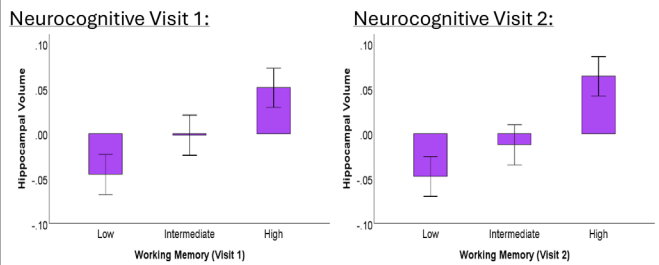 Neurocognitive Visit 1:
Hippocampal Volume
.10
.05
.00
-.05
-.10
Low Intermediate High
Working Memory (Visit 1)
Neurocognitive Visit 2:
Hippocampal Volume
.10
.05
.00
-.05
-.10
Low Intermediate High
Working Memory (Visit 2)